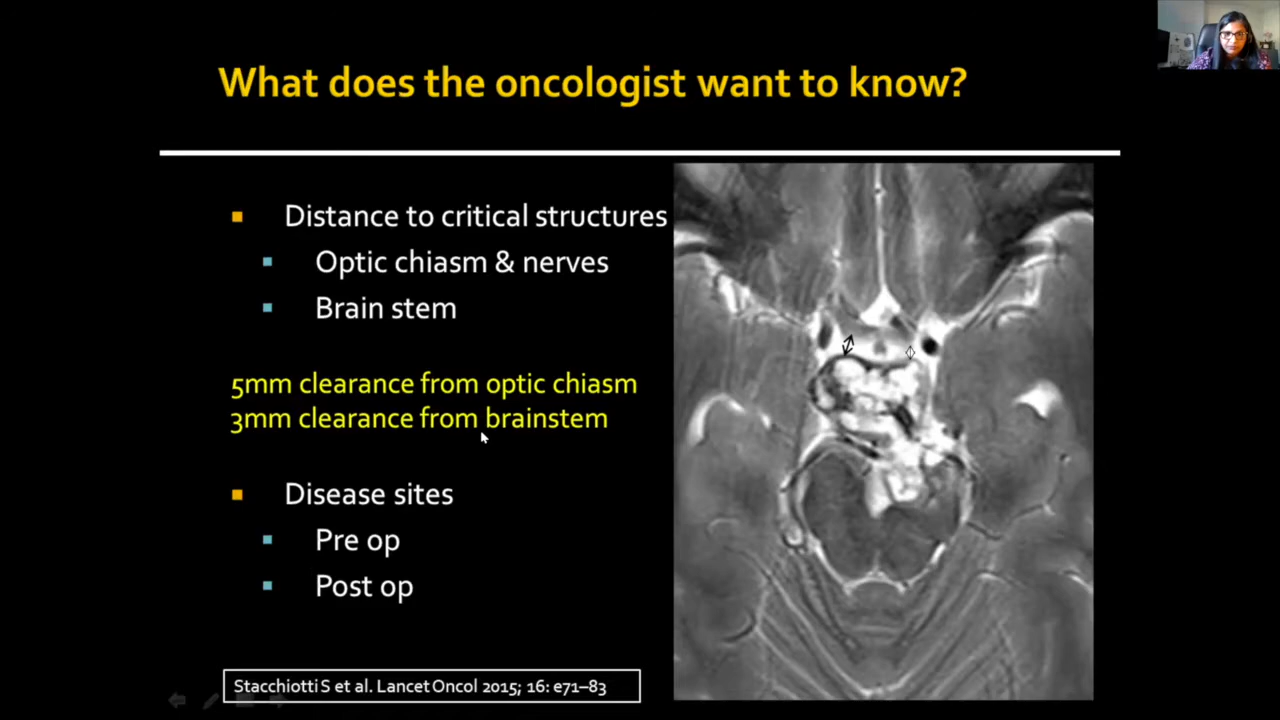 What does the oncologist want to know?
Distance to critical structures
Optic chiasm & nerves
Brain stem
5mm clearance from optic chiasm
3mm clearance from brainstem
Disease sites
Pre op
Post op
Stacchiotti S et al. Lancet Oncol 2015; 16: e71–83